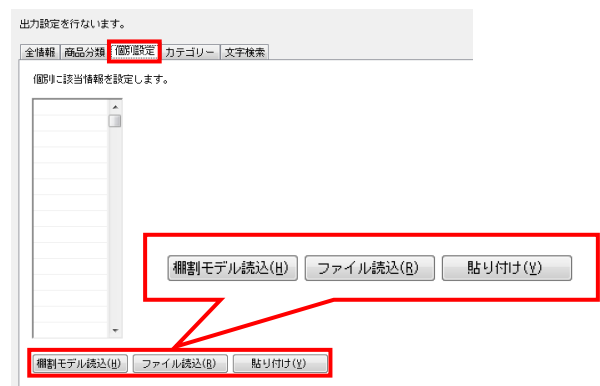 出力設定を行ないます。
全情報 商品分類 個別設定 カテゴリー 文字検索
個別に該当情報を設定します。
棚割モデル読込(H) ファイル読込(R) 貼り付け(V)
棚割モデル読込(H) ファイル読込(R) 貼り付け(V)